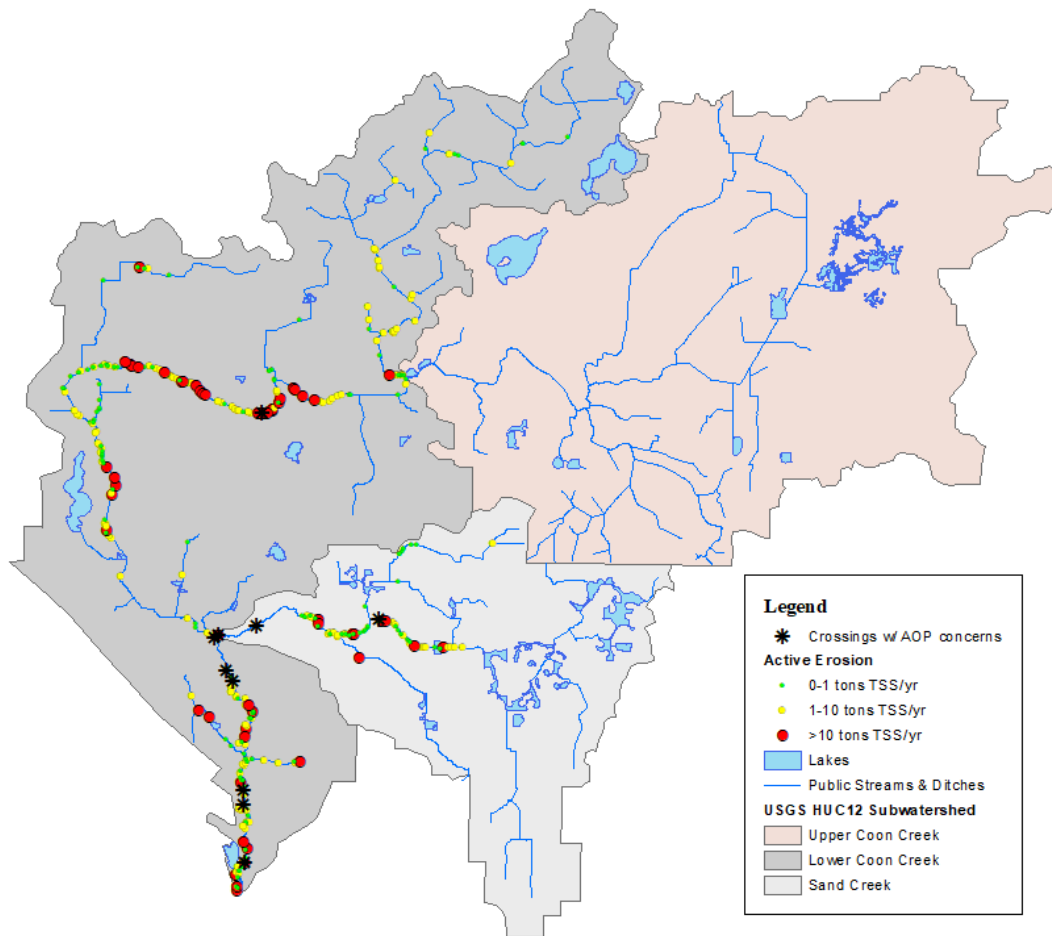 Legend
Crossings w/ AOP concerns
Active Erosion
0-1 tons TSS/yr
1-10 tons TSS/yr
>10 tons TSS/yr
Lakes
Public Streams & Ditches
USGS HUC12 Subwatershed
Upper Coon Creek
Lower Coon Creek
Sand Creek